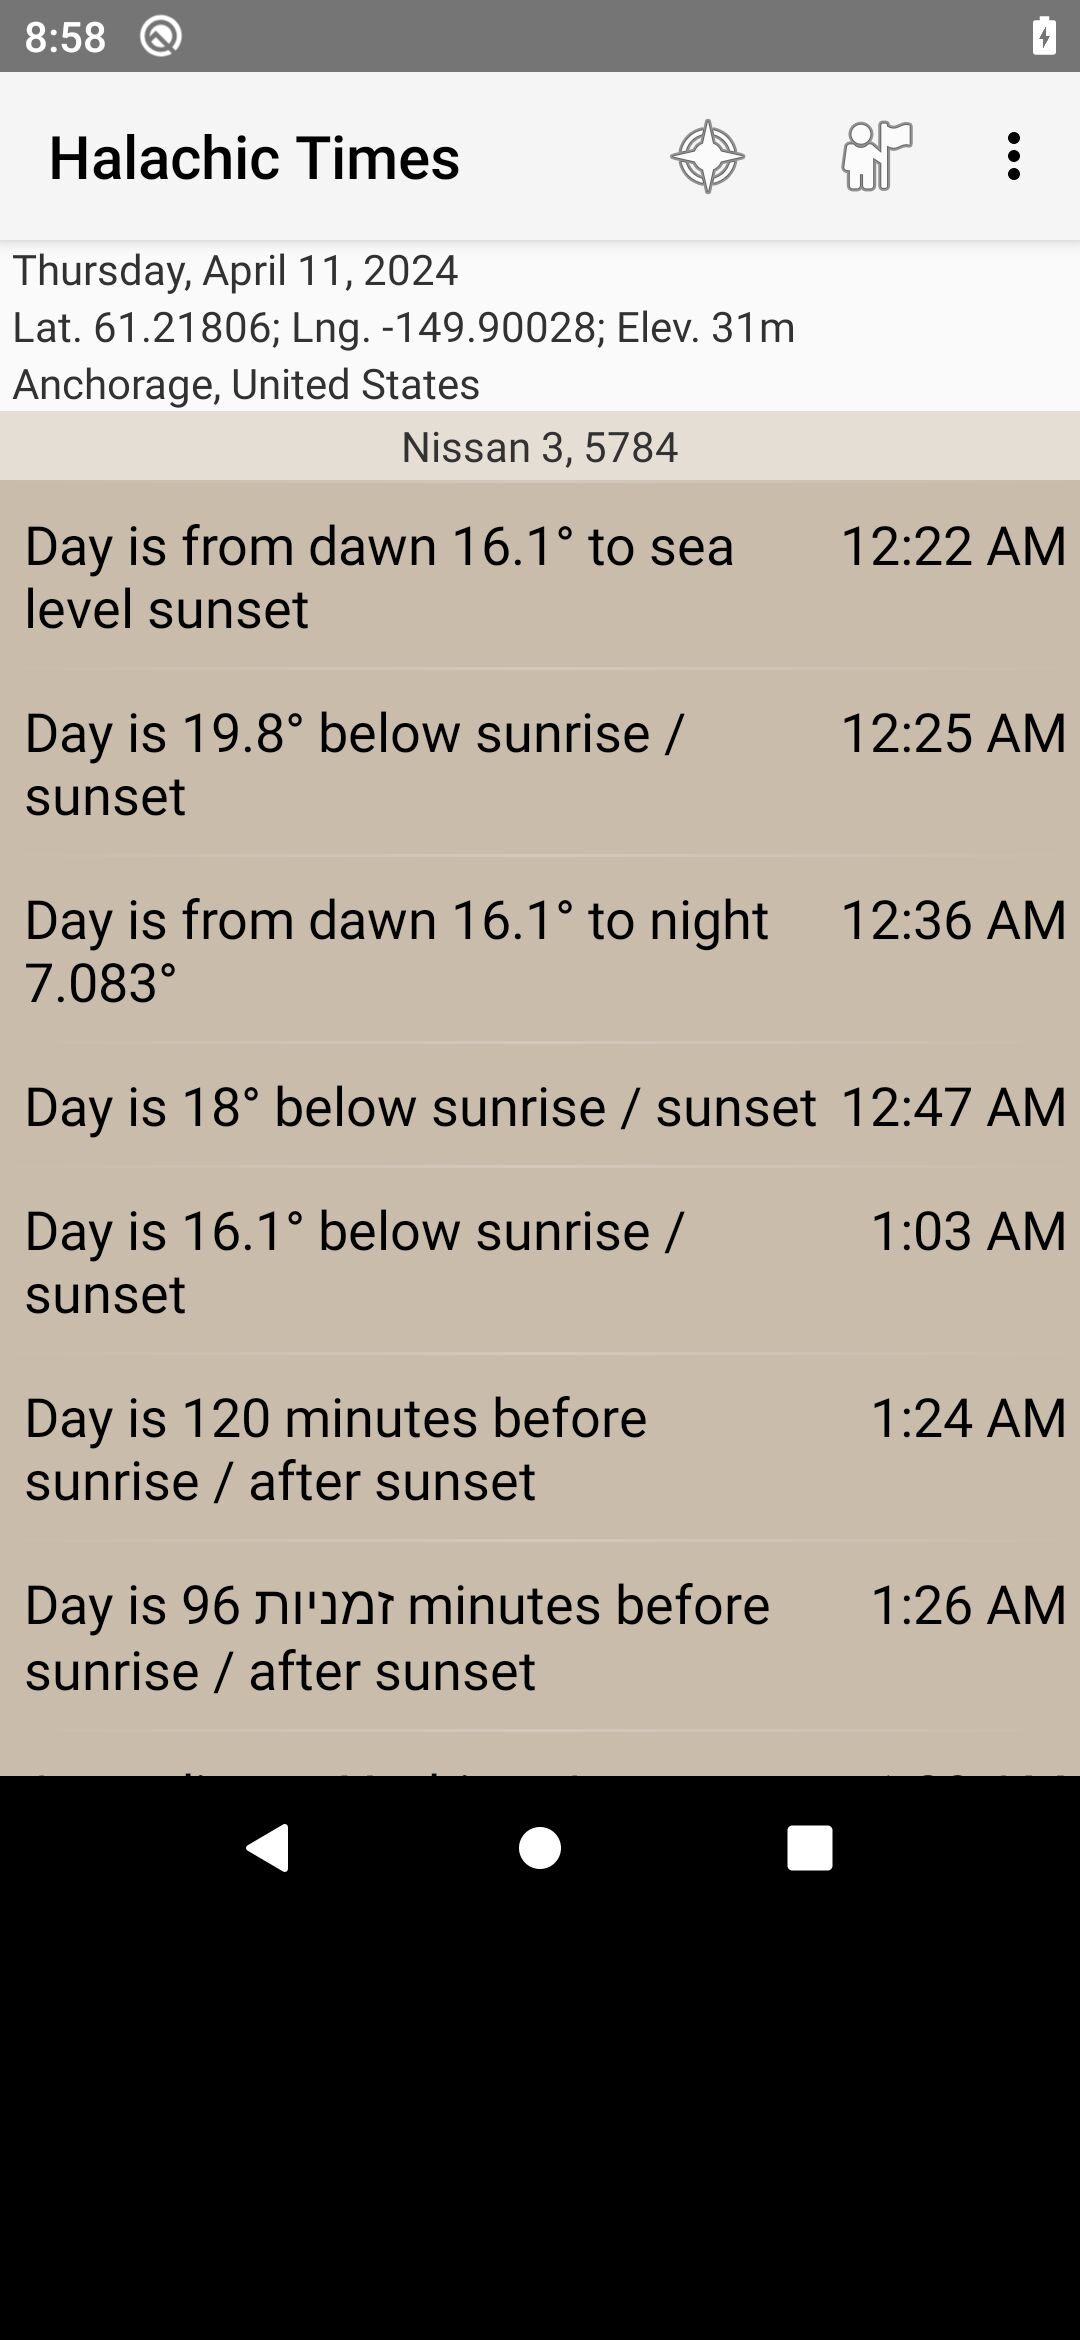 8:58
Halachic Times
Thursday, April 11, 2024
Lat. 61.21806; Lng. -149.90028; Elev. 31m
Anchorage, United States
Nissan 3, 5784
Day is from dawn 16.1° to sea 12:22 AM
level sunset
Day is 19.8° below sunrise / 12:25 AM
sunset
Day is from dawn 16.1° to night 12:36 AM
7.083°
Day is 18° below sunrise / sunset 12:47 AM
Day is 16.1° below sunrise / 1:03 AM
sunset
Day is 120 minutes before 1:24 AM
sunrise / after sunset
Day is 96 זמניות minutes before 1:26 AM
sunrise / after sunset